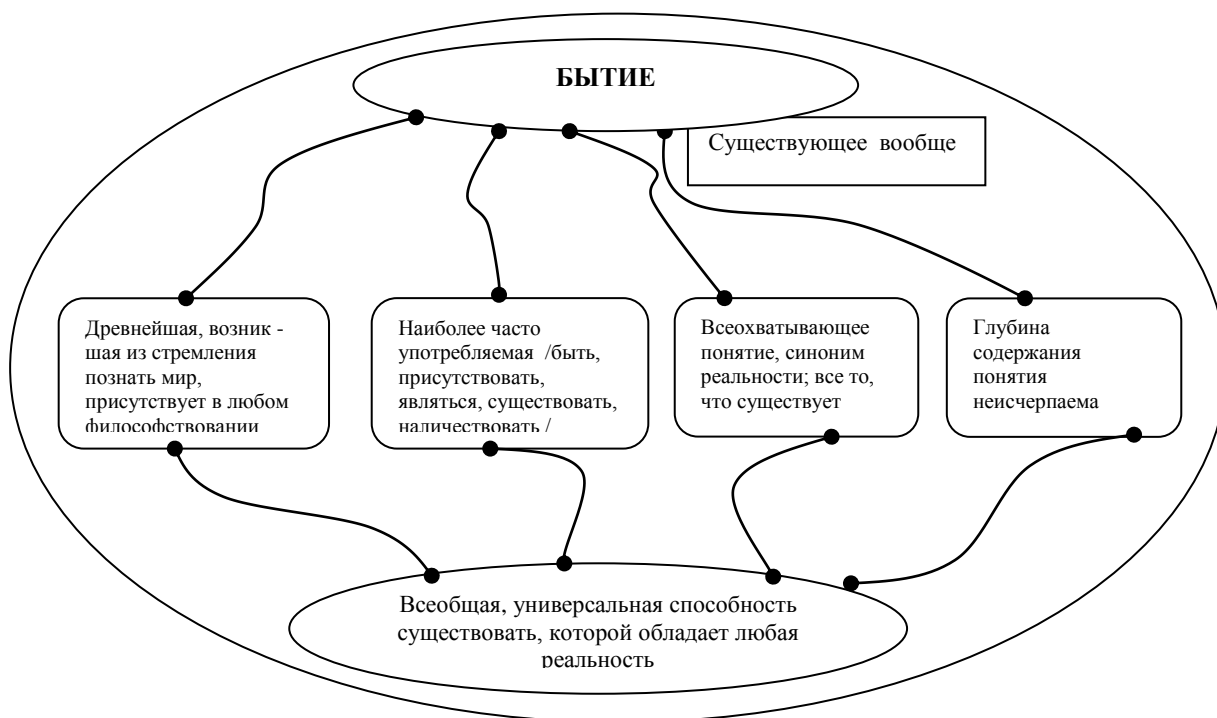 БЫТИЕ
Существующее вообще
Древнейшая, возник -
шая из стремления
познать мир,
присутствует в любом
философствовании
Наиболее часто
употребляемая /быть,
присутствовать,
являться, существовать,
наличествовать /
Всеохватывающее
понятие, синоним
реальности; все то,
что существует
Глубина
содержания
понятия
неисчерпаема
Всеобщая, универсальная способность
существовать, которой обладает любая
реальность